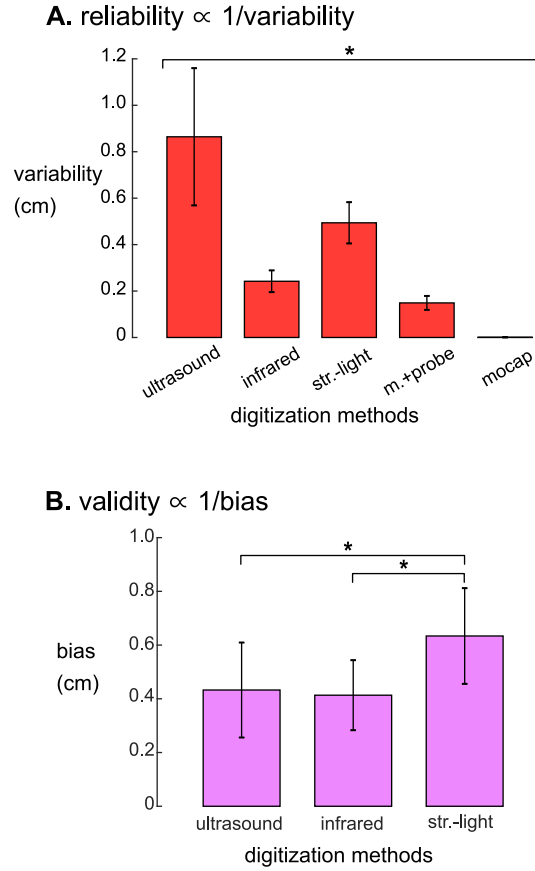 A. reliability ∝ 1/variability
*
1.2
1.0
0.8
0.6
0.4
0.2
0
variability
(cm)
ultrasound
infrared
str.-light
m.+probe
mocap
digitization methods
B. validity ∝ 1/bias
*
*
1.0
0.8
0.6
0.4
0.2
0
bias
(cm)
ultrasound
infrared
str.-light
digitization methods